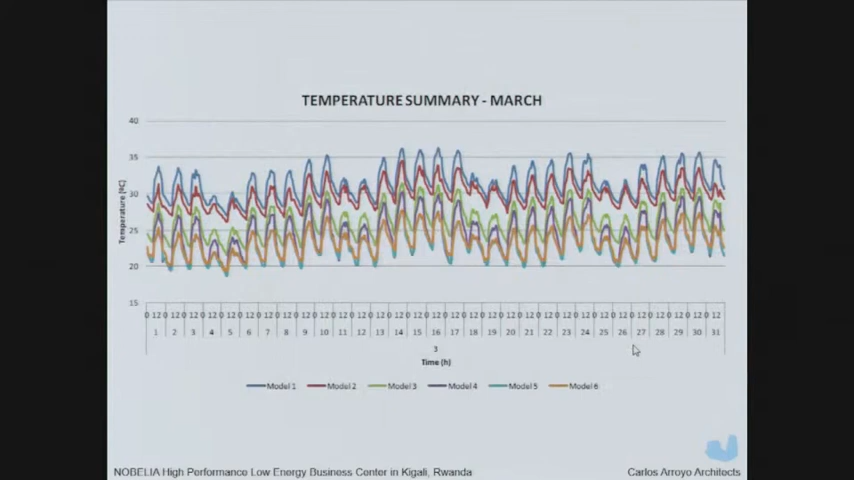 TEMPERATURE SUMMARY - MARCH
40
35
30
25
20
15
Temperature [ºC]
0 12 0 12 0 12 0 12 0 12 0 12 0 12 0 12 0 12 0 12 0 12 0 12 0 12 0 12 0 12 0 12 0 12 0 12 0 12 0 12 0 12 0 12 0 12 0 12 0 12 0 12 0 12 0 12 0 12 0 12 0 12
1 2 3 4 5 6 7 8 9 10 11 12 13 14 15 16 17 18 19 20 21 22 23 24 25 26 27 28 29 30 31
3
Time (h)
Model 1 Model 2 Model 3 Model 4 Model 5 Model 6
NOBELIA High Performance Low Energy Business Center in Kigali, Rwanda
Carlos Arroyo Architects